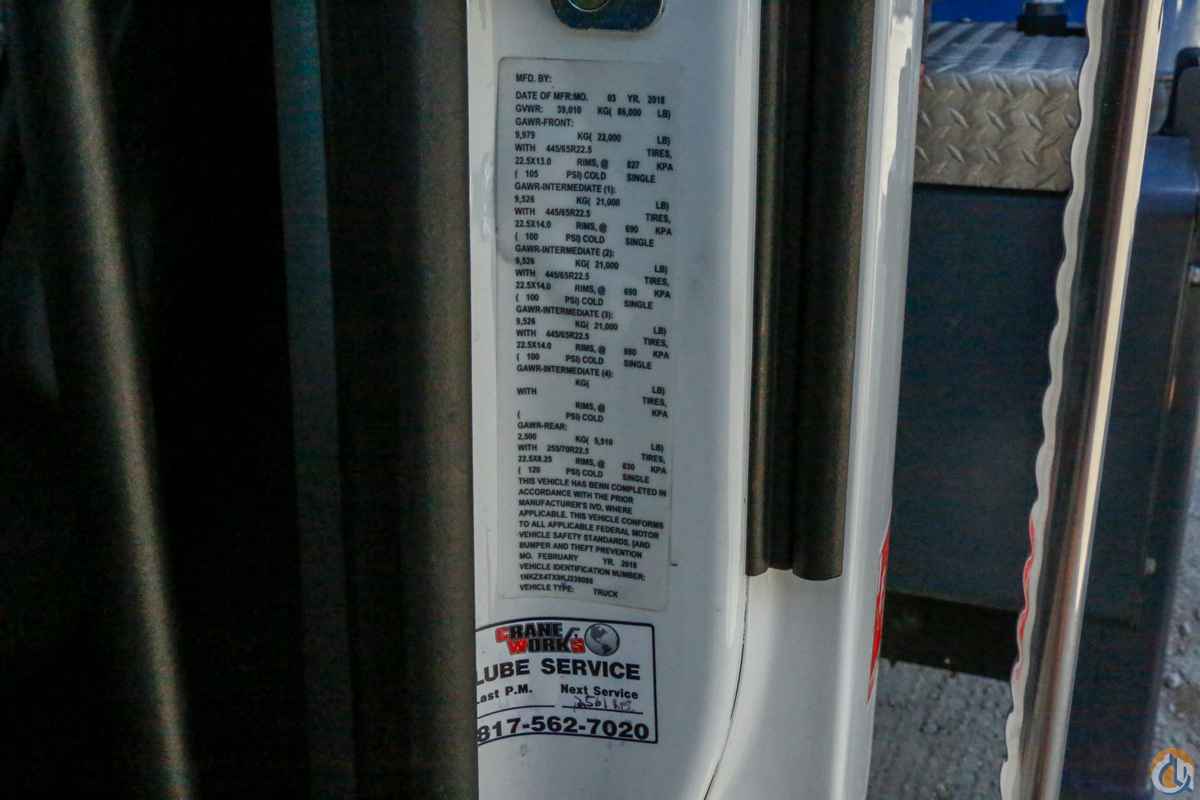 MFD. BY:
DATE OF MFR:MO. 03 YR. 2018
GVWR: 39,010 KG( 86,000 LB)
GAWR-FRONT:
9,979 KG( 22,000 LB)
WITH 445/65R22.5 TIRES,
22.5X13.0 RIMS, @ 827 KPA
( 105 PSI) COLD SINGLE
GAWR-INTERMEDIATE (1):
9,526 KG( 21,000 LB)
WITH 445/65R22.5 TIRES,
22.5X14.0 RIMS, @ 690 KPA
( 100 PSI) COLD SINGLE
GAWR-INTERMEDIATE (2):
9,526 KG( 21,000 LB)
WITH 445/65R22.5 TIRES,
22.5X14.0 RIMS, @ 690 KPA
( 100 PSI) COLD SINGLE
GAWR-INTERMEDIATE (3):
9,526 KG( 21,000 LB)
WITH 445/65R22.5 TIRES,
22.5X14.0 RIMS, @ 690 KPA
( 100 PSI) COLD SINGLE
GAWR-INTERMEDIATE (4):
KG( LB)
WITH TIRES,
RIMS, @ KPA
( PSI) COLD
GAWR-REAR:
2,500 KG( 5,510 LB)
WITH 255/70R22.5 TIRES,
22.5X8.25 RIMS, @ 830 KPA
( 120 PSI) COLD SINGLE
THIS VEHICLE HAS BENN COMPLETED IN
ACCORDANCE WITH THE PRIOR
MANUFACTURER'S IVD, WHERE
APPLICABLE. THIS VEHICLE CONFORMS
TO ALL APPLICABLE FEDERAL MOTOR
VEHICLE SAFETY STANDARDS, [AND
BUMPER AND THEFT PREVENTION
MO. FEBRUARY YR. 2018
VEHICLE IDENTIFICATION NUMBER:
VEHICLE TYPE: TRUCK
CRANE
WORKS
LUBE SERVICE
Last P.M. Next Service
817-562-7020